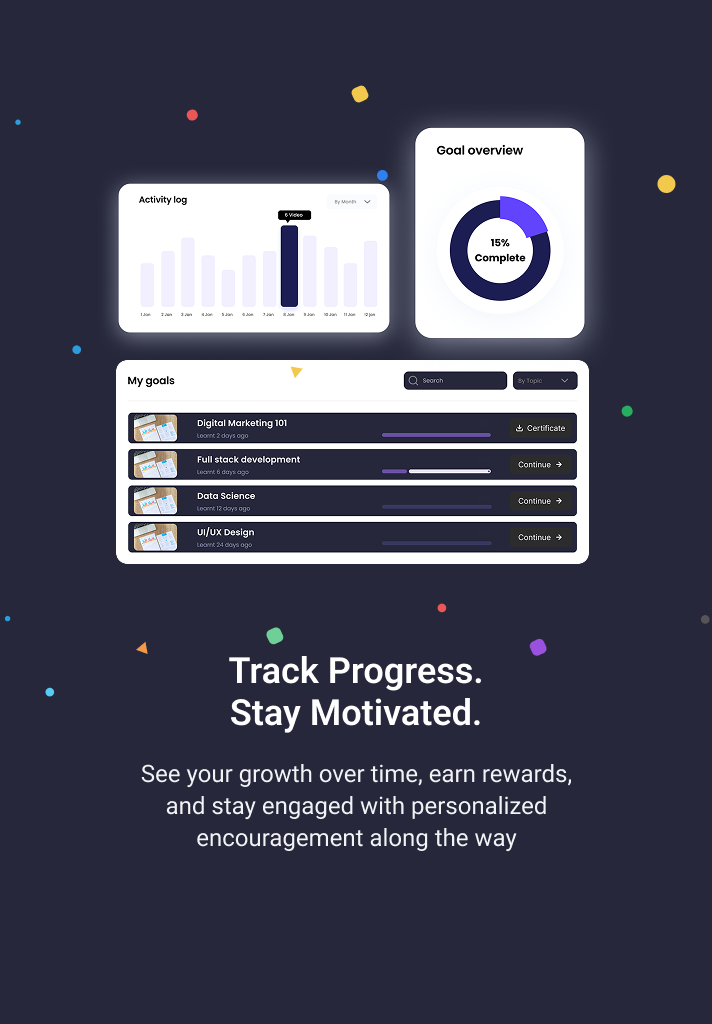 Goal overview
15%
Complete
Activity log
By Month
6 Video
1 Jan 2 Jan 3 Jan 4 Jan 5 Jan 6 Jan 7 Jan 8 Jan 9 Jan 10 Jan 11 Jan 12 jan
My goals
Search
By Topic
Digital Marketing 101
Learnt 2 days ago
Certificate
Full stack development
Learnt 6 days ago
Continue
Data Science
Learnt 12 days ago
Continue
UI/UX Design
Learnt 24 days ago
Continue
Track Progress.
Stay Motivated.
See your growth over time, earn rewards,
and stay engaged with personalized
encouragement along the way